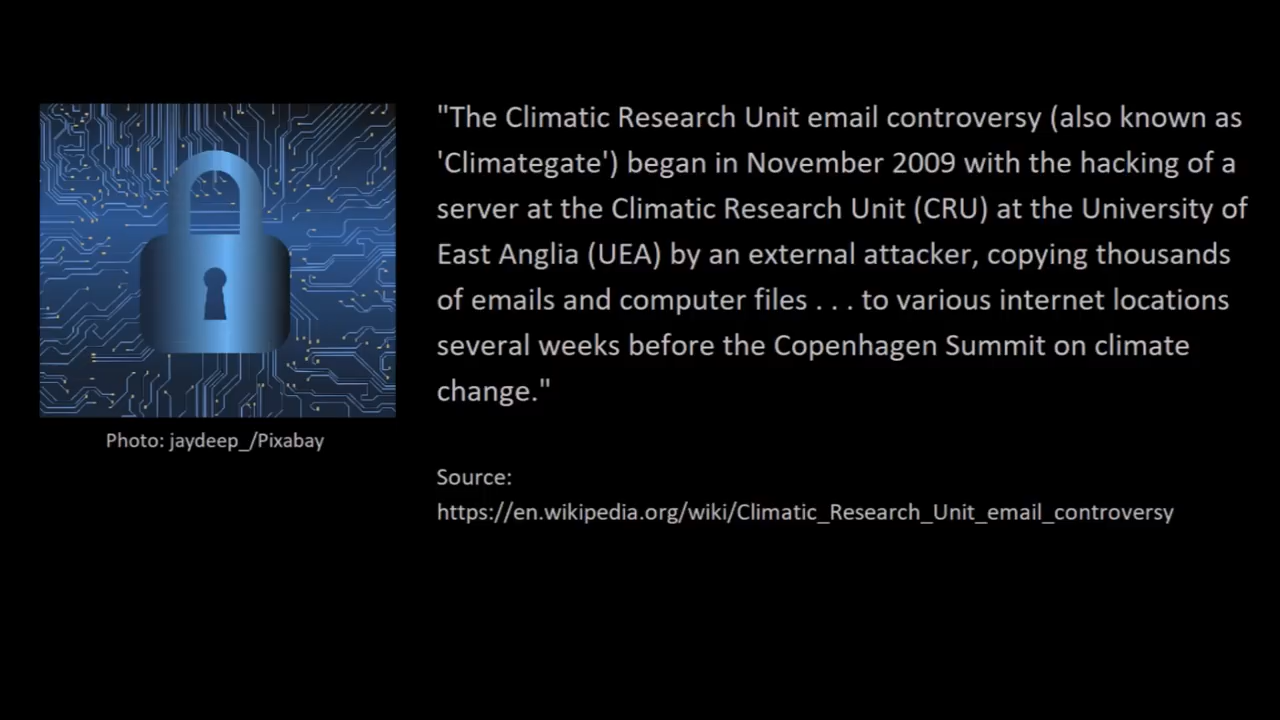 "The Climatic Research Unit email controversy (also known as
'Climategate') began in November 2009 with the hacking of a
server at the Climatic Research Unit (CRU) at the University of
East Anglia (UEA) by an external attacker, copying thousands
of emails and computer files . . . to various internet locations
several weeks before the Copenhagen Summit on climate
change."
Photo: jaydeep_/Pixabay
Source:
https://en.wikipedia.org/wiki/Climatic_Research_Unit_email_controversy